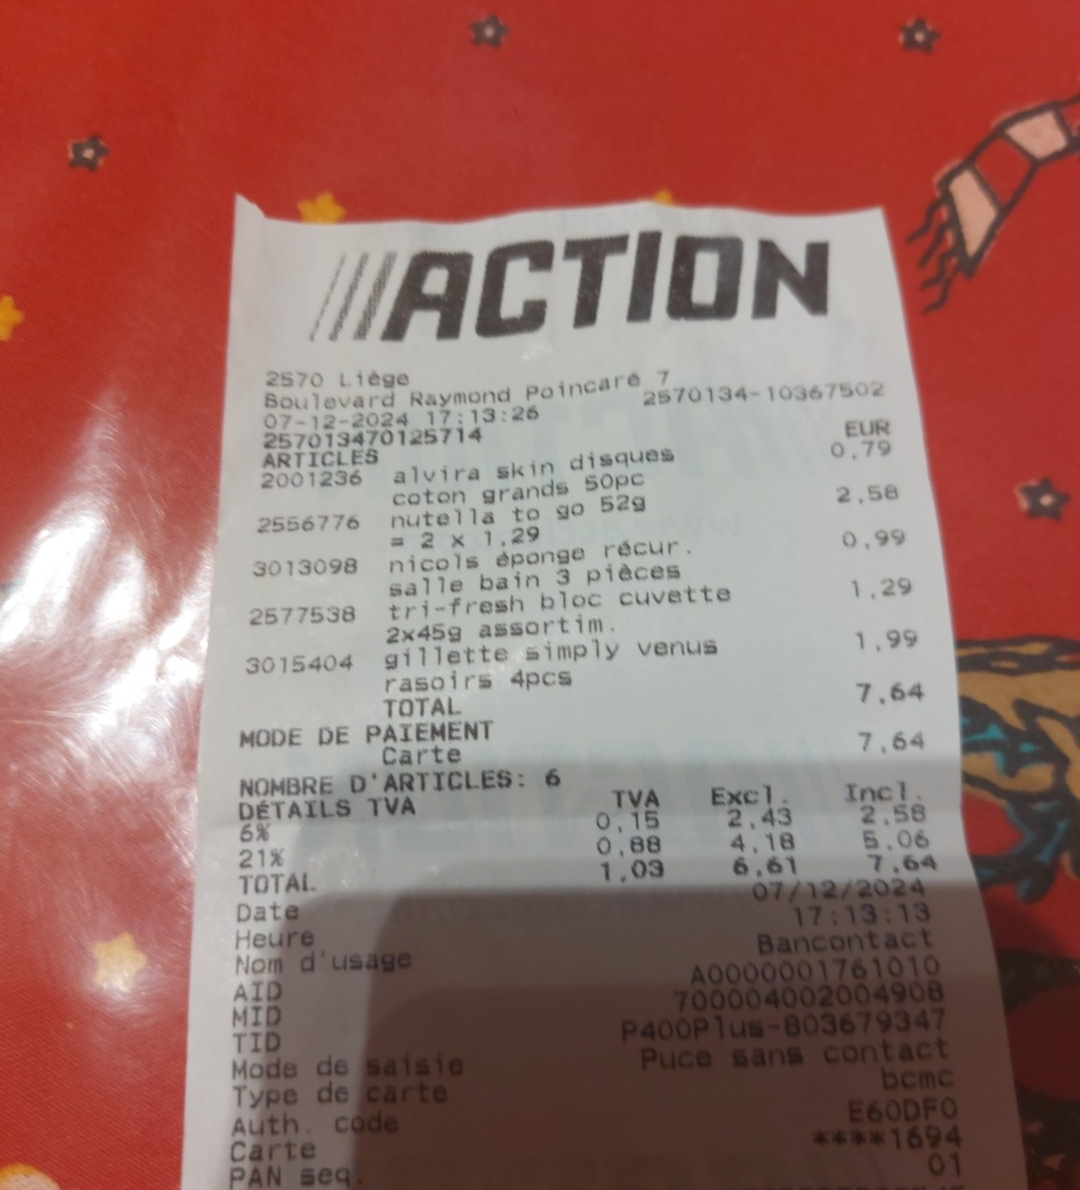 ACTION
2570 Liège
Boulevard Raymond Poincaré 7
07-12-2024 17:13:26 2570134-10367502
257013470125714
ARTICLES EUR
2001236 alvira skin disques 0,79
coton grands 50pc
2556776 nutella to go 52g 2,58
= 2 x 1,29
3013098 nicols éponge récur. 0,99
salle bain 3 pièces
2577538 tri-fresh bloc cuvette 1,29
2x45g assortim.
3015404 gillette simply venus 1,99
rasoirs 4pcs
TOTAL 7,64
MODE DE PAIEMENT
Carte 7,64
NOMBRE D'ARTICLES: 6
DÉTAILS TVA TVA Excl. Incl.
6% 0,15 2,43 2,58
21% 0,88 4,18 5,06
TOTAL 1,03 6,61 7,64
Date 07/12/2024
Heure 17:13:13
Nom d'usage Bancontact
AID A0000001761010
MID 700004002004908
TID P400Plus-803679347
Mode de saisie Puce sans contact
Type de carte bcmc
Auth. code E60DF0
Carte ****1694
PAN seq. 01